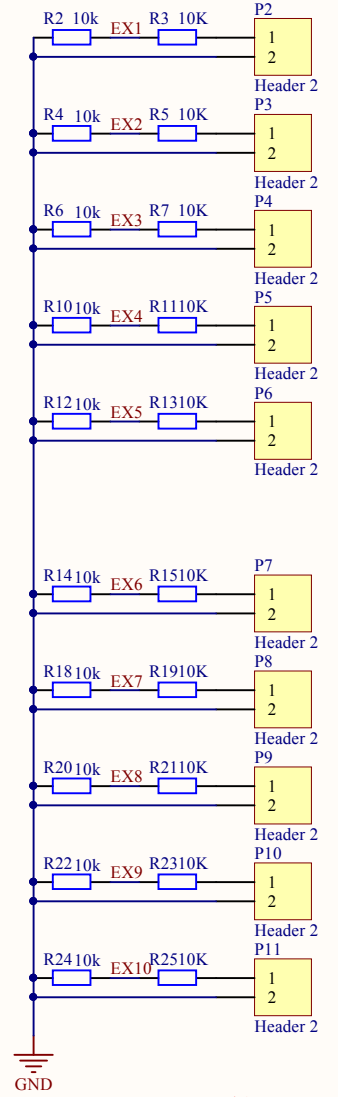 P2
R2 10k EX1 R3 10K
1
2
Header 2
P3
R4 10k EX2 R5 10K
1
2
Header 2
P4
R6 10k EX3 R7 10K
1
2
Header 2
P5
R10 10k EX4 R11 10K
1
2
Header 2
P6
R12 10k EX5 R13 10K
1
2
Header 2
P7
R14 10k EX6 R15 10K
1
2
Header 2
P8
R18 10k EX7 R19 10K
1
2
Header 2
P9
R20 10k EX8 R21 10K
1
2
Header 2
P10
R22 10k EX9 R23 10K
1
2
Header 2
P11
R24 10k EX10 R25 10K
1
2
Header 2
GND